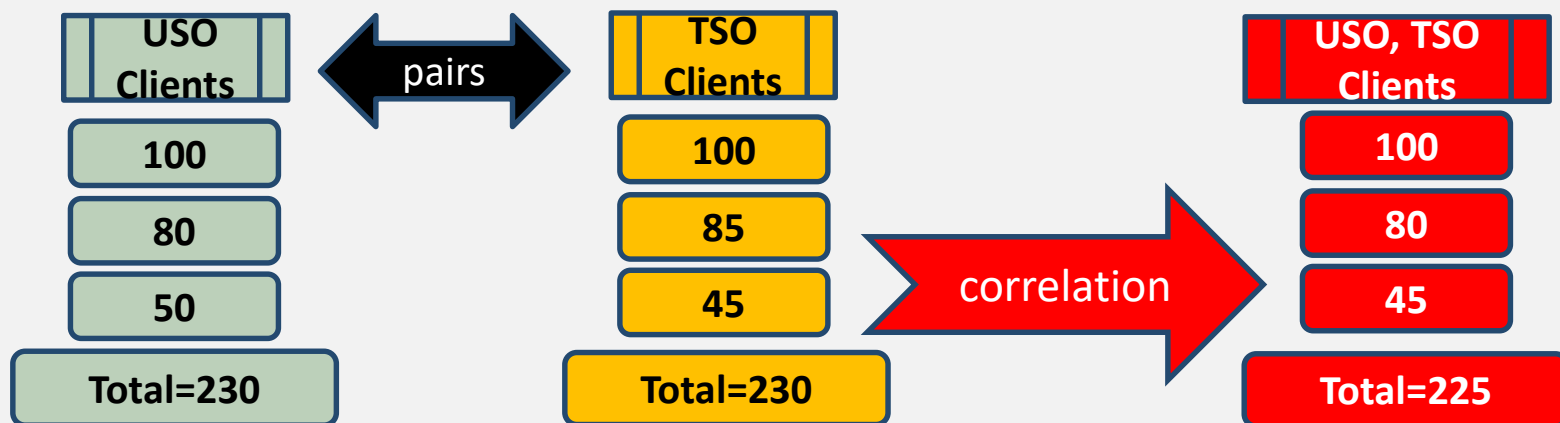 USO
Clients
100
80
50
Total=230
pairs
TSO
Clients
100
85
45
Total=230
correlation
USO, TSO
Clients
100
80
45
Total=225